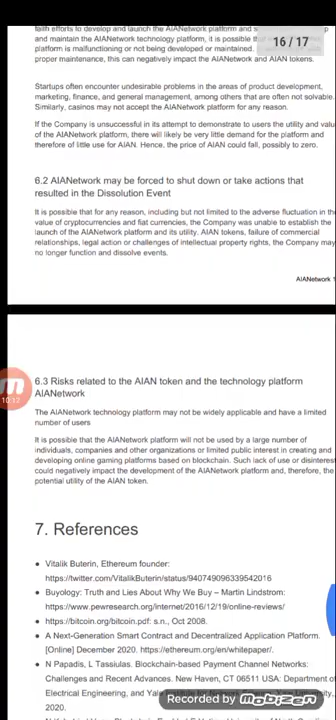 faith efforts to develop and launch the AIANetwork platform and
and maintain the AIANetwork technology platform, it is possible
16 / 17
platform is malfunctioning or not being developed or maintained.
proper maintenance, this can negatively impact the AIANetwork and AIAN tokens.
Startups often encounter undesirable problems in the areas of product development,
marketing, finance, and general management, among others that are often not solvable.
Similarly, casinos may not accept the AIANetwork platform for any reason.
If the Company is unsuccessful in its attempt to demonstrate to users the utility and valu
of the AIANetwork platform, there will likely be very little demand for the platform and
therefore of little use for AIAN. Hence, the price of AIAN could fall, possibly to zero.
6.2 AIANetwork may be forced to shut down or take actions that
resulted in the Dissolution Event
It is possible that for any reason, including but not limited to the adverse fluctuation in the
value of cryptocurrencies and fiat currencies, the Company was unable to establish the
launch of the AIANetwork platform and its utility. AIAN tokens, failure of commercial
relationships, legal action or challenges of intellectual property rights, the Company may
no longer function and dissolve events.
AIANetwork 1
6.3 Risks related to the AIAN token and the technology platform
AIANetwork
10:12
The AIANetwork technology platform may not be widely applicable and have a limited
number of users
It is possible that the AIANetwork platform will not be used by a large number of
individuals, companies and other organizations or limited public interest in creating and
developing online gaming platforms based on blockchain. Such lack of use or disinteres
could negatively impact the development of the AIANetwork platform and, therefore, the
potential utility of the AIAN token.
7. References
● Vitalik Buterin, Ethereum founder:
https://twitter.com/VitalikButerin/status/940749096339542016
● Buyology: Truth and Lies About Why We Buy – Martin Lindstrom:
https://www.pewresearch.org/internet/2016/12/19/online-reviews/
● https://bitcoin.org/bitcoin.pdf: s.n., Oct 2008.
● A Next-Generation Smart Contract and Decentralized Application Platform.
[Online] December 2020. https://ethereum.org/en/whitepaper/.
● N Papadis, L Tassiulas. Blockchain-based Payment Channel Networks:
Challenges and Recent Advances. New Haven, CT 06511 USA: Department of
Electrical Engineering, and Yale
2020.
Recorded by mobizen